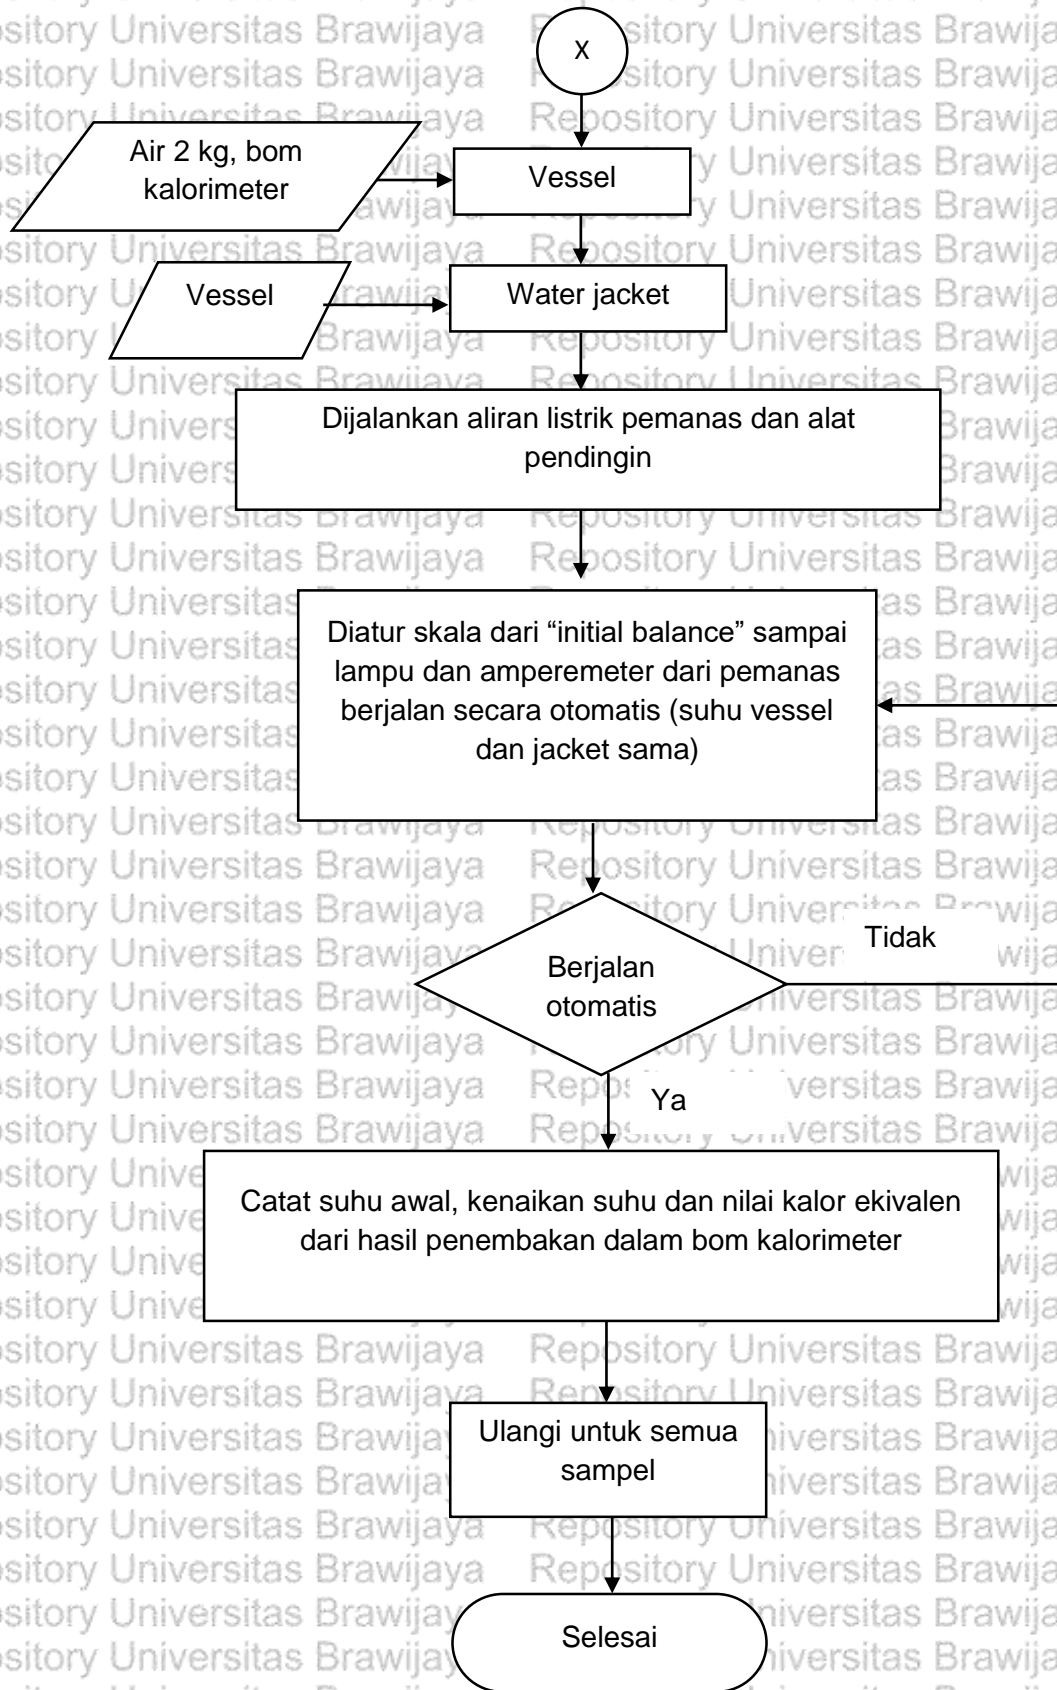 X
Air 2 kg, bom
kalorimeter
Vessel
Vessel
Water jacket
Dijalankan aliran listrik pemanas dan alat
pendingin
Diatur skala dari “initial balance” sampai
lampu dan amperemeter dari pemanas
berjalan secara otomatis (suhu vessel
dan jacket sama)
Berjalan
otomatis
Tidak
Ya
Catat suhu awal, kenaikan suhu dan nilai kalor ekivalen
dari hasil penembakan dalam bom kalorimeter
Ulangi untuk semua
sampel
Selesai
Repository Universitas Brawijaya